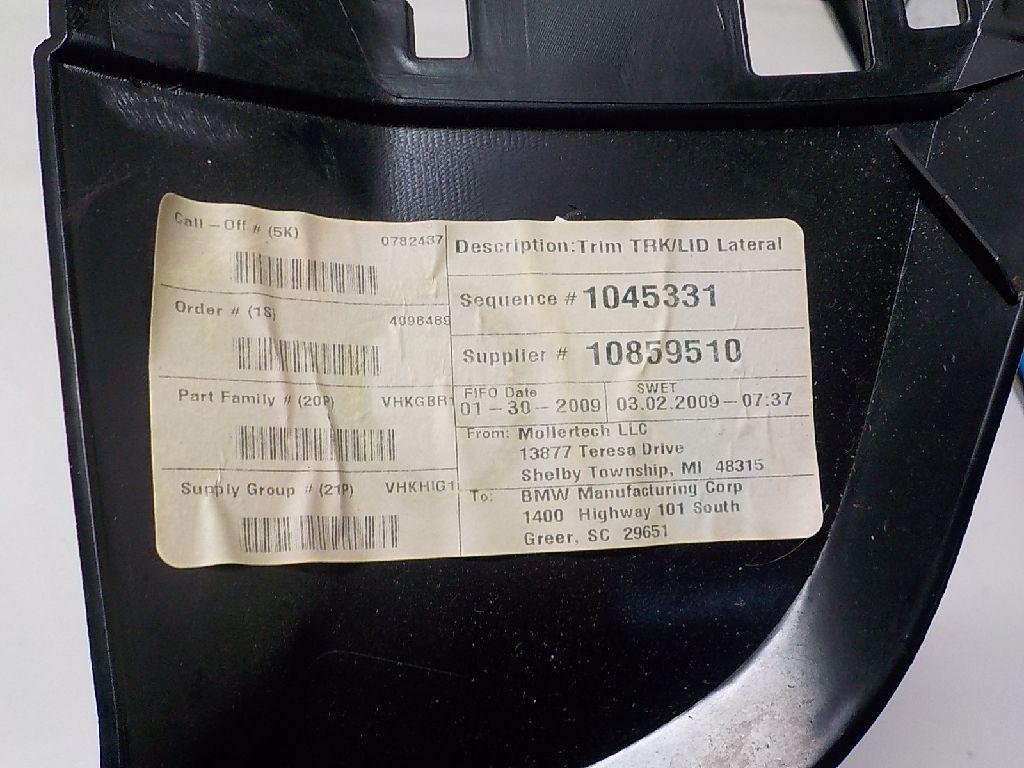 Call - Off # (5K)
0782437
Order # (1S)
4098489
Part Family # (20P)
VHKGBR1
Supply Group # (21P)
VHKHIG1
Description:Trim TRK/LID Lateral
Sequence # 1045331
Supplier # 10859510
FIFO Date
01-30-2009
SWET
03.02.2009-07:37
From: Mollertech LLC
13877 Teresa Drive
Shelby Township, MI 48315
To: BMW Manufacturing Corp
1400 Highway 101 South
Greer, SC 29651